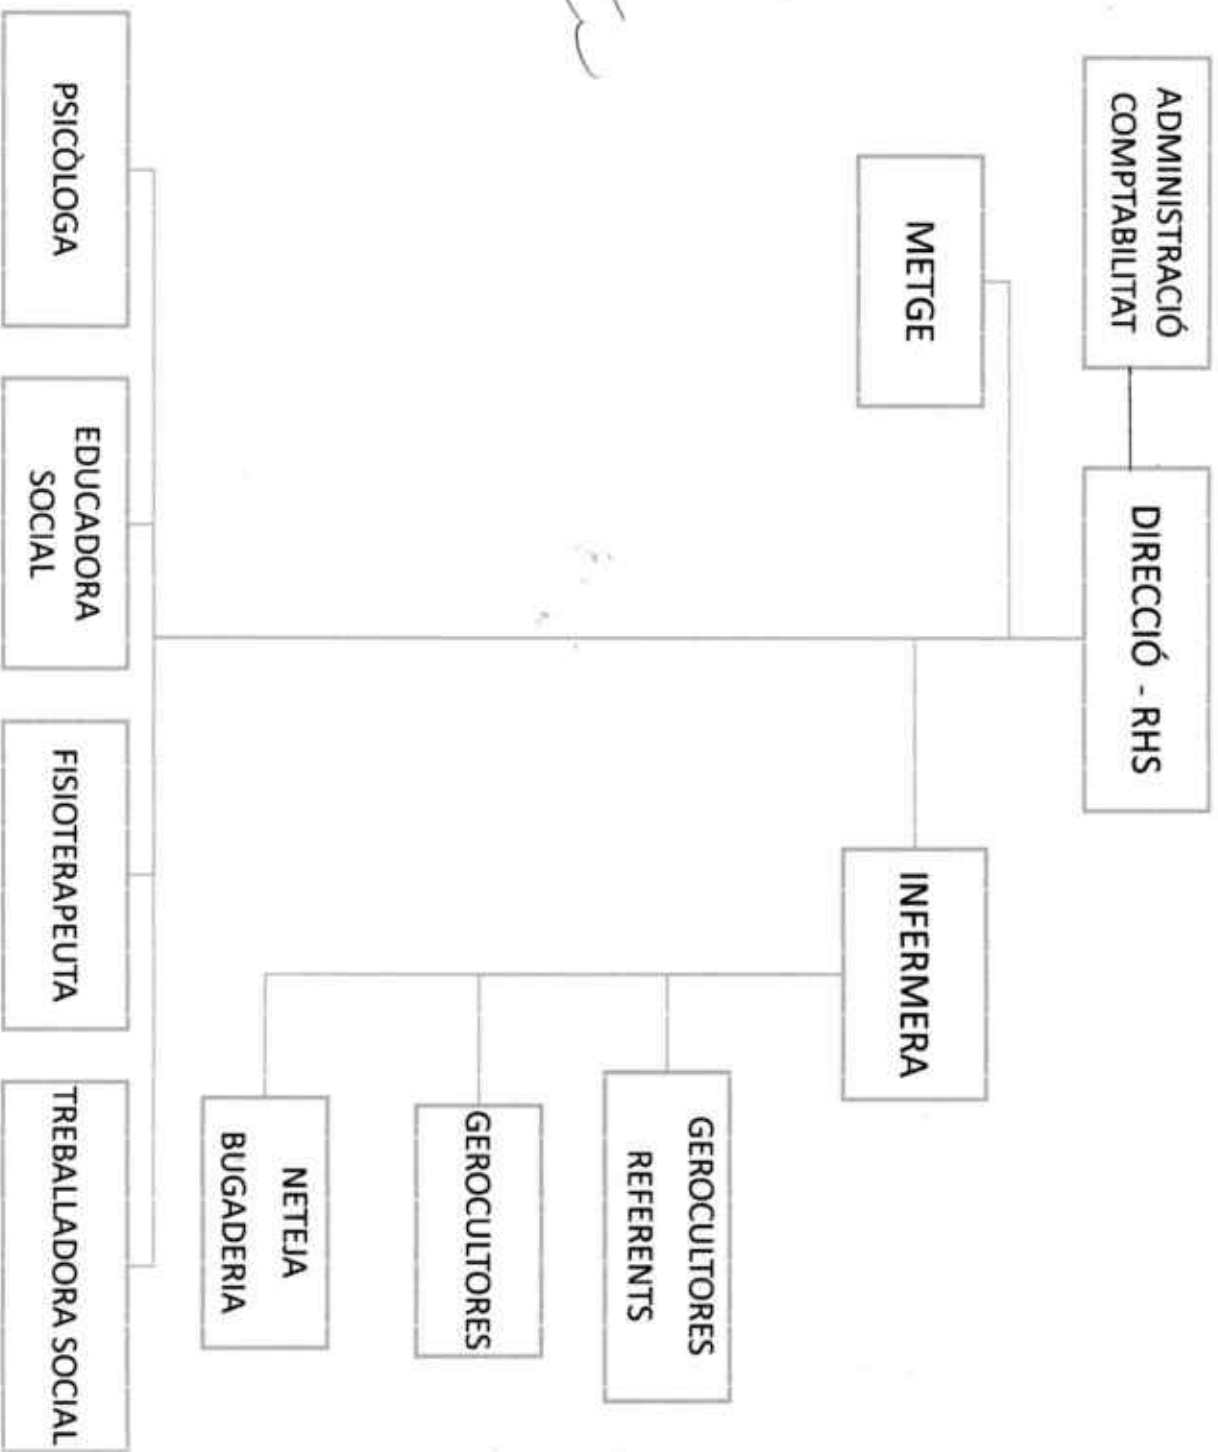 ADMINISTRACIÓ
COMPTABILITAT
DIRECCIÓ - RHS
METGE
INFERMERA
GEROCULTORES
REFERENTS
GEROCULTORES
NETEJA
BUGADERIA
PSICÒLOGA
EDUCADORA
SOCIAL
FISIOTERAPEUTA
TREBALLADORA SOCIAL